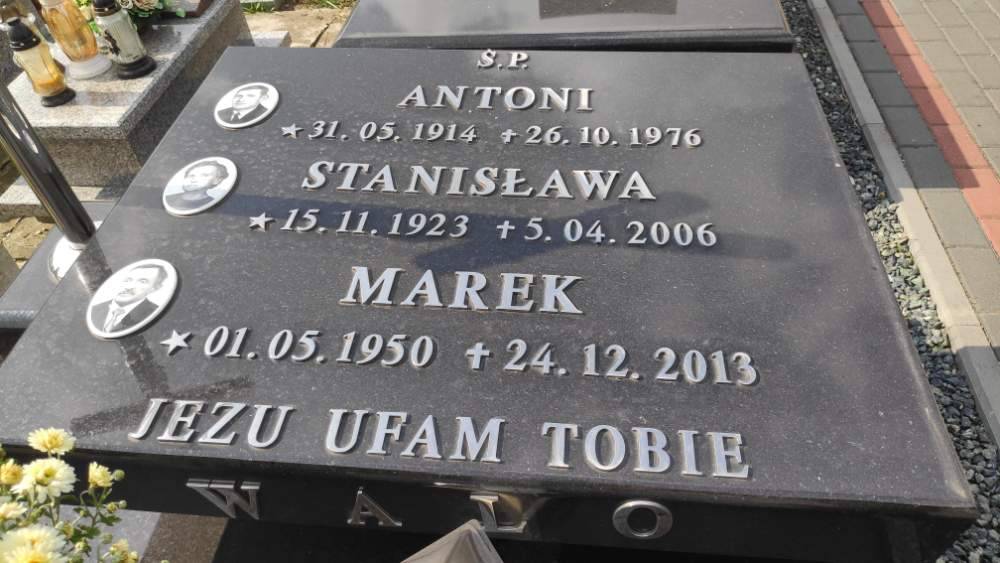 Ś.P.
ANTONI
★ 31. 05. 1914 ✝ 26. 10. 1976
STANISŁAWA
★ 15. 11. 1923 ✝ 5. 04. 2006
MAREK
★ 01. 05. 1950 ✝ 24. 12. 2013
JEZU UFAM TOBIE
WALO